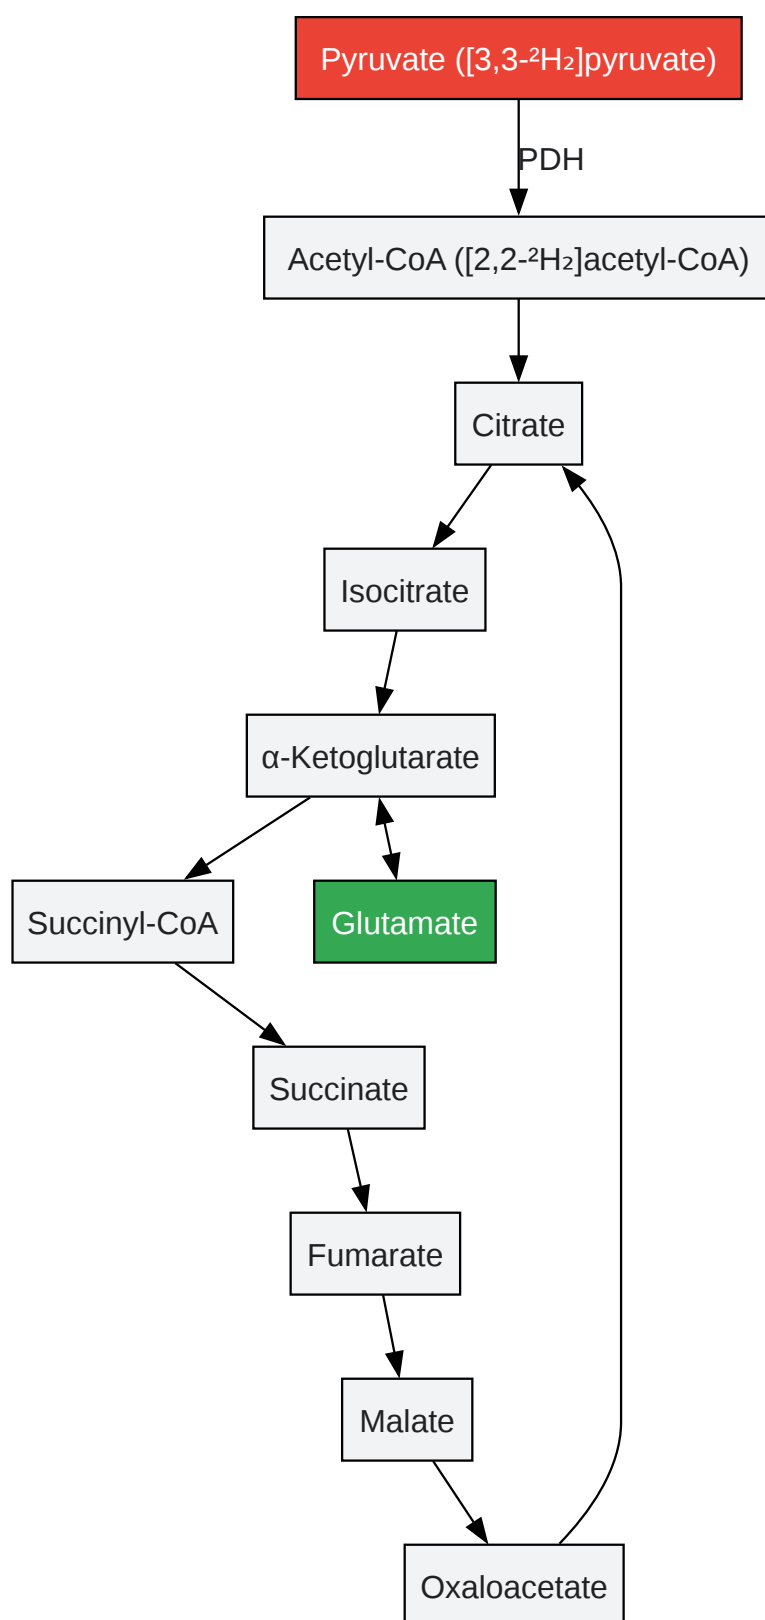 Pyruvate ([3,3-²H₂]pyruvate)
PDH
Acetyl-CoA ([2,2-²H₂]acetyl-CoA)
Citrate
Isocitrate
α-Ketoglutarate
Succinyl-CoA
Glutamate
Succinate
Fumarate
Malate
Oxaloacetate